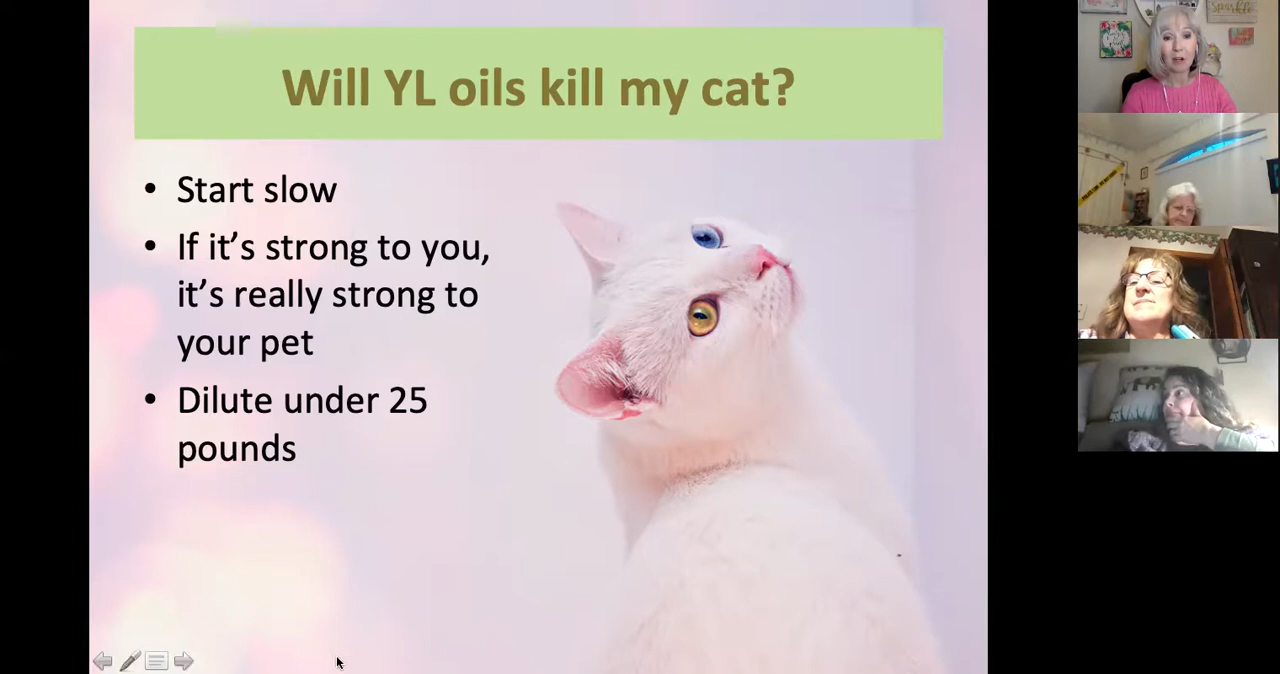 Will YL oils kill my cat?
• Start slow
• If it’s strong to you,
it’s really strong to
your pet
• Dilute under 25
pounds
Sparkle